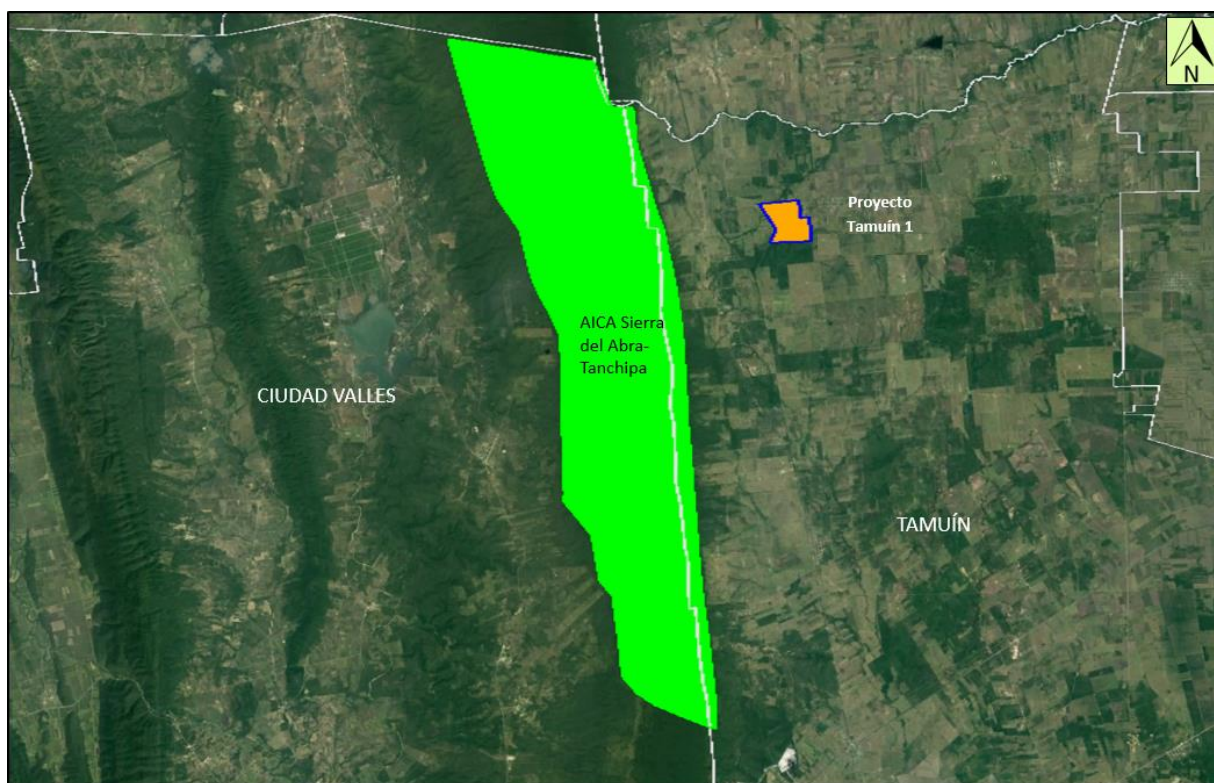 N
Proyecto
Tamuín 1
AICA Sierra
del Abra-
Tanchipa
CIUDAD VALLES
TAMUÍN